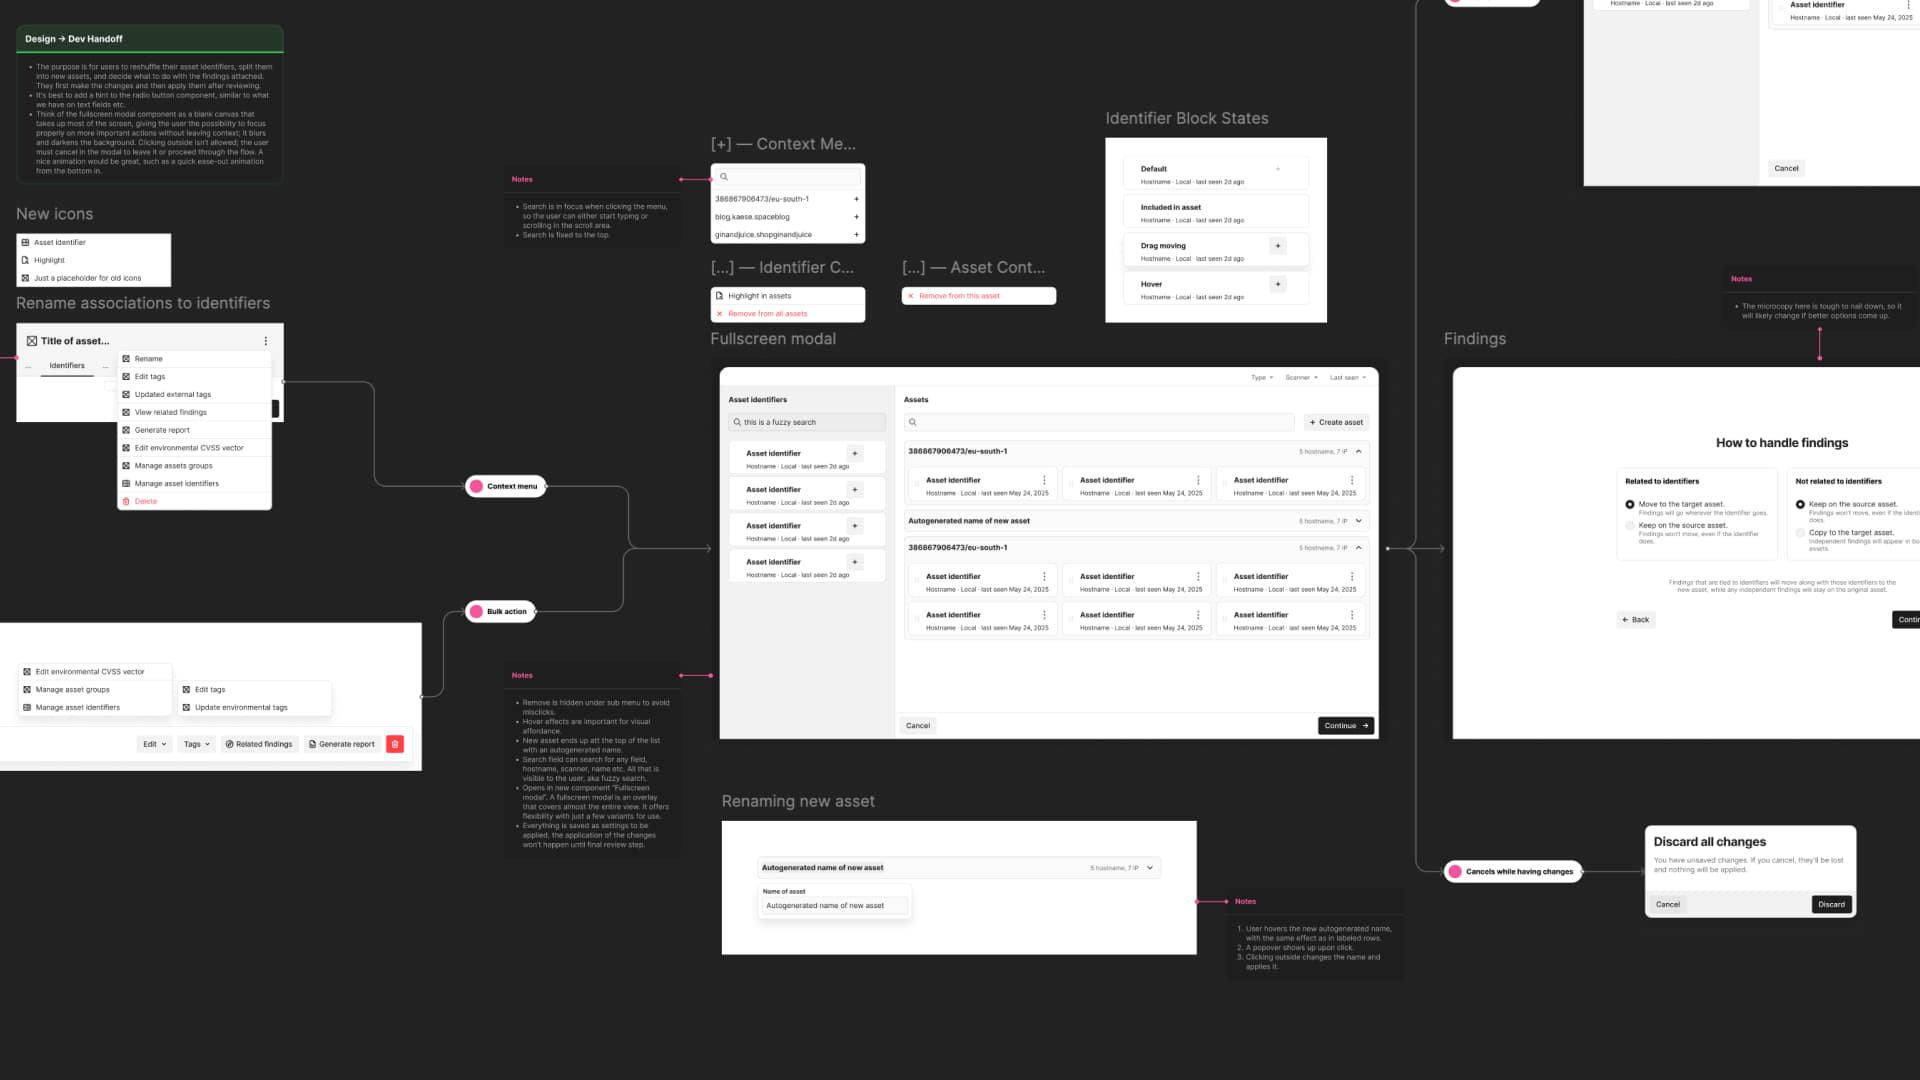 Design → Dev Handoff
• The purpose is for users to reshuffle their asset identifiers, split them
into new assets, and decide what to do with the findings attached.
They first make the changes and then apply them after reviewing.
• It's best to add a hint to the radio button component, similar to what
we have on text fields etc.
• Think of the fullscreen modal component as a blank canvas that
takes up most of the screen, giving the user the possibility to focus
properly on more important actions without leaving context; it blurs
and darkens the background. Clicking outside isn't allowed; the user
must cancel in the modal to leave it or proceed through the flow. A
nice animation would be great, such as a quick ease-out animation
from the bottom in.
New icons
Asset identifier
Highlight
Just a placeholder for old icons
Rename associations to identifiers
Title of asset...
... Identifiers ...
Rename
Edit tags
Updated external tags
View related findings
Generate report
Edit environmental CVSS vector
Manage assets groups
Manage asset identifiers
Delete
Context menu
Bulk action
Edit environmental CVSS vector
Manage asset groups
Manage asset identifiers
Edit tags
Update environmental tags
Edit
Tags
Related findings
Generate report
Notes
• Search is in focus when clicking the menu,
so the user can either start typing or
scrolling in the scroll area.
• Search is fixed to the top.
[+] — Context Me...
386867906473/eu-south-1 +
blog.kaese.spaceblog +
ginandjuice.shopginandjuice +
[...] — Identifier C...
Highlight in assets
Remove from all assets
[...] — Asset Cont...
Remove from this asset
Identifier Block States
Default +
Hostname · Local · last seen 2d ago
Included in asset
Hostname · Local · last seen 2d ago
Drag moving +
Hostname · Local · last seen 2d ago
Hover +
Hostname · Local · last seen 2d ago
Fullscreen modal
Type Scanner Last seen
Asset identifiers
this is a fuzzy search
Asset identifier +
Hostname · Local · last seen 2d ago
Asset identifier +
Hostname · Local · last seen 2d ago
Asset identifier +
Hostname · Local · last seen 2d ago
Asset identifier +
Hostname · Local · last seen 2d ago
Assets
+ Create asset
386867906473/eu-south-1 5 hostname, 7 IP
Asset identifier Asset identifier Asset identifier
Hostname · Local · last seen May 24, 2025 Hostname · Local · last seen May 24, 2025 Hostname · Local · last seen May 24, 2025
Autogenerated name of new asset 5 hostname, 7 IP
386867906473/eu-south-1 5 hostname, 7 IP
Asset identifier Asset identifier Asset identifier
Hostname · Local · last seen May 24, 2025 Hostname · Local · last seen May 24, 2025 Hostname · Local · last seen May 24, 2025
Asset identifier Asset identifier Asset identifier
Hostname · Local · last seen May 24, 2025 Hostname · Local · last seen May 24, 2025 Hostname · Local · last seen May 24, 2025
Cancel
Continue →
Notes
• Remove is hidden under sub menu to avoid
misclicks.
• Hover effects are important for visual
affordance.
• New asset ends up att the top of the list
with an autogenerated name.
• Search field can search for any field,
hostname, scanner, name etc. All that is
visible to the user, aka fuzzy search.
• Opens in new component "Fullscreen
modal". A fullscreen modal is an overlay
that covers almost the entire view. It offers
flexibility with just a few variants for use.
• Everything is saved as settings to be
applied, the application of the changes
won't happen until final review step.
Renaming new asset
Autogenerated name of new asset 5 hostname, 7 IP
Name of asset
Autogenerated name of new asset
Notes
1. User hovers the new autogenerated name,
with the same effect as in labeled rows.
2. A popover shows up upon click.
3. Clicking outside changes the name and
applies it.
Hostname · Local · last seen 2d ago
Asset identifier
Hostname · Local · last seen May 24, 2025
Cancel
Notes
• The microcopy here is tough to nail down, so it
will likely change if better options come up.
Findings
How to handle findings
Related to identifiers
Move to the target asset.
Findings will go wherever the identifier goes.
Keep on the source asset.
Findings won't move, even if the identifier
does.
Not related to identifiers
Keep on the source asset.
Findings won't move, even if the identi
does.
Copy to the target asset.
Independent findings will appear in bo
assets.
Findings that are tied to identifiers will move along with those identifiers to the
new asset, while any independent findings will stay on the original asset.
← Back
Contin
Cancels while having changes
Discard all changes
You have unsaved changes. If you cancel, they'll be lost
and nothing will be applied.
Cancel
Discard